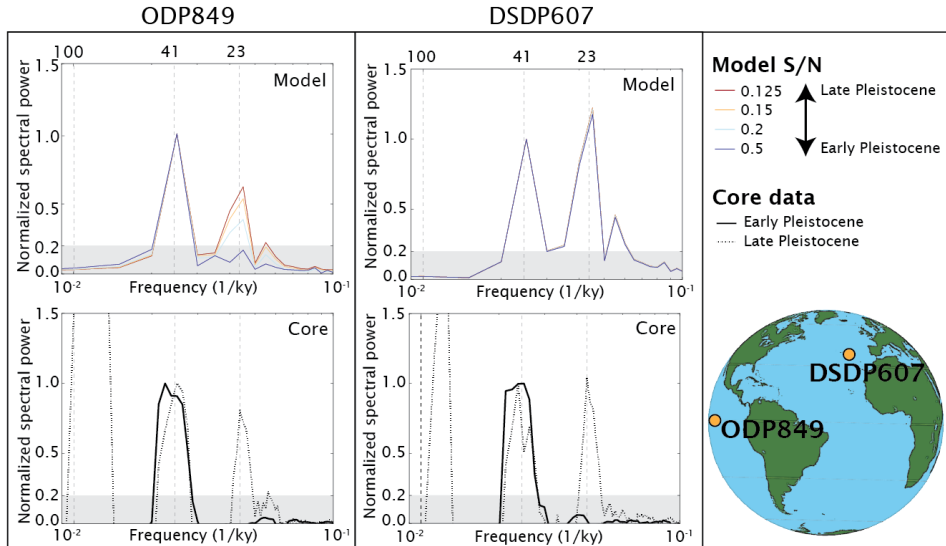 ODP849
DSDP607
100 41 23
1.5
Model
1.0
0.5
0.2
0.0
Normalized spectral power
10-2 Frequency (1/ky) 10-1
100 41 23
1.5
Model
1.0
0.5
0.2
0.0
Normalized spectral power
10-2 Frequency (1/ky) 10-1
Model S/N
0.125 Late Pleistocene
0.15
0.2
0.5 Early Pleistocene
Core data
Early Pleistocene
Late Pleistocene
1.5
Core
1.0
0.5
0.2
0.0
Normalized spectral power
10-2 Frequency (1/ky) 10-1
1.5
Core
1.0
0.5
0.2
0.0
Normalized spectral power
10-2 Frequency (1/ky) 10-1
DSDP607
ODP849